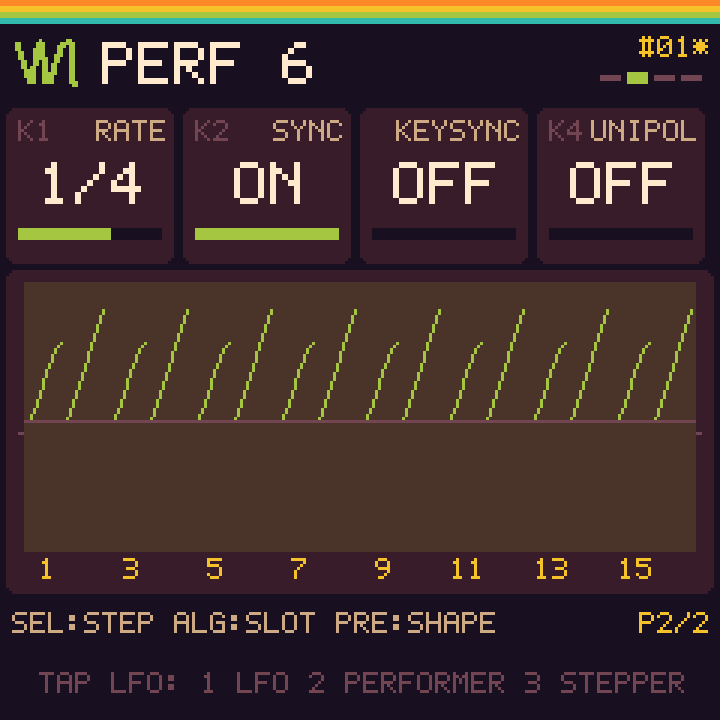 PERF 6
#01*
K1 RATE K2 SYNC KEYSYNC K4 UNIPOL
1/4 ON OFF OFF
1 3 5 7 9 11 13 15
SEL:STEP ALG:SLOT PRE:SHAPE P2/2
TAP LFO: 1 LFO 2 PERFORMER 3 STEPPER